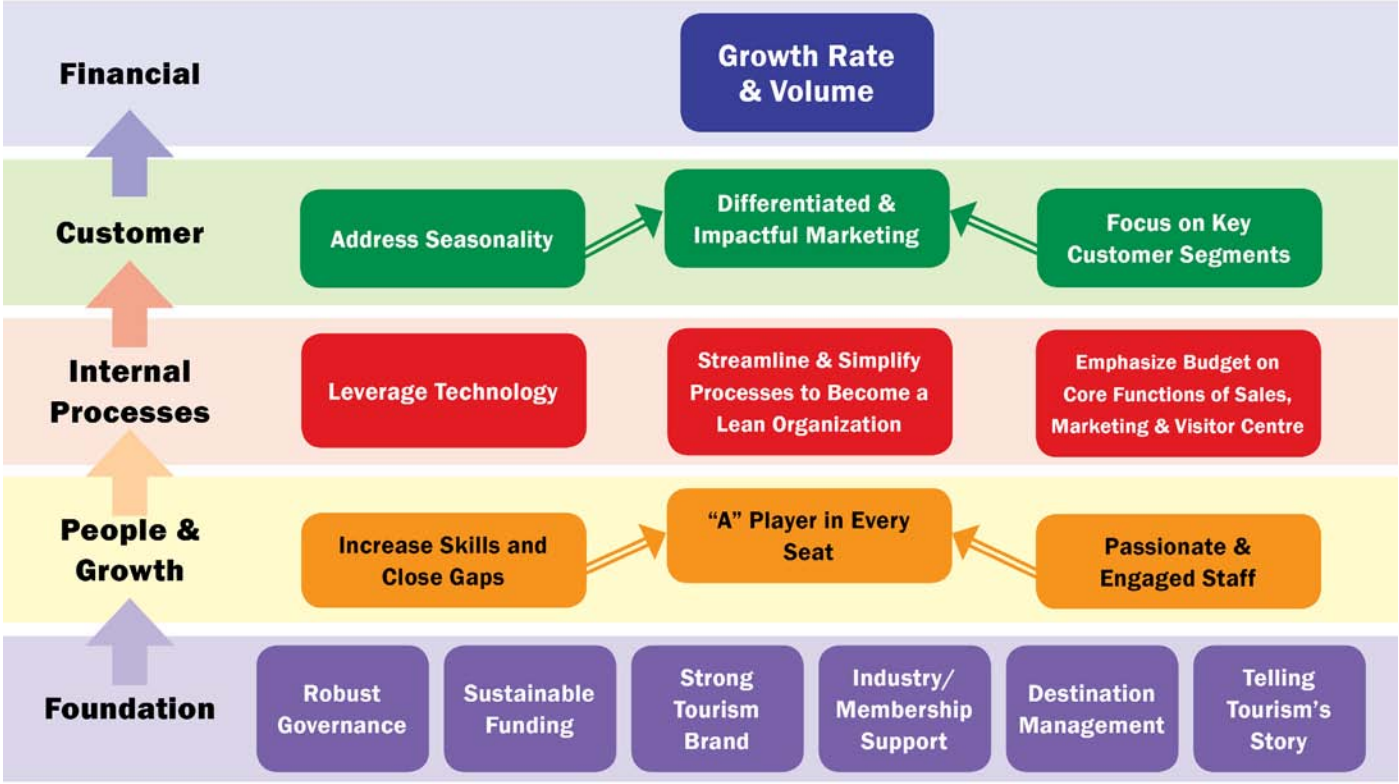 Financial
Growth Rate
& Volume
Customer
Address Seasonality
Differentiated &
Impactful Marketing
Focus on Key
Customer Segments
Internal
Processes
Leverage Technology
Streamline & Simplify
Processes to Become a
Lean Organization
Emphasize Budget on
Core Functions of Sales,
Marketing & Visitor Centre
People &
Growth
Increase Skills and
Close Gaps
“A” Player in Every
Seat
Passionate &
Engaged Staff
Foundation
Robust
Governance
Sustainable
Funding
Strong
Tourism
Brand
Industry/
Membership
Support
Destination
Management
Telling
Tourism’s
Story